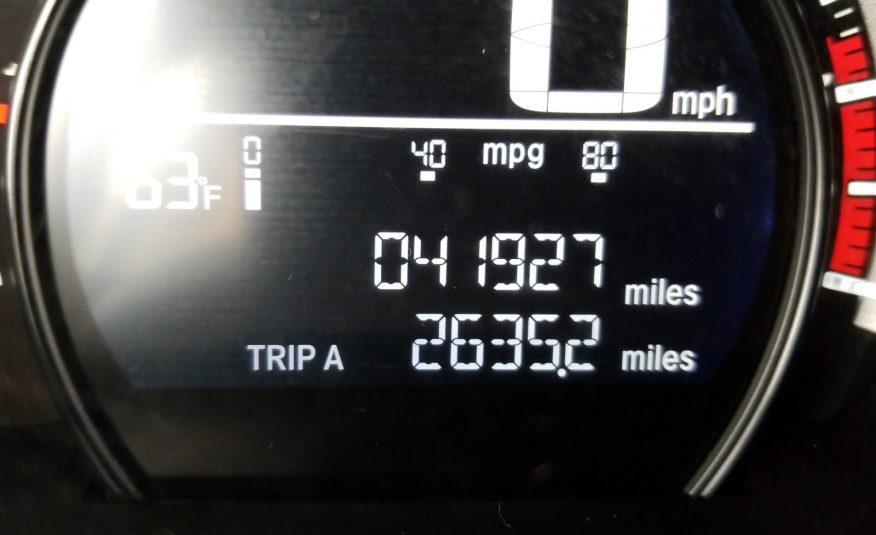 0 mph
0 40 mpg 80
63°F
041927 miles
TRIP A 2635.2 miles